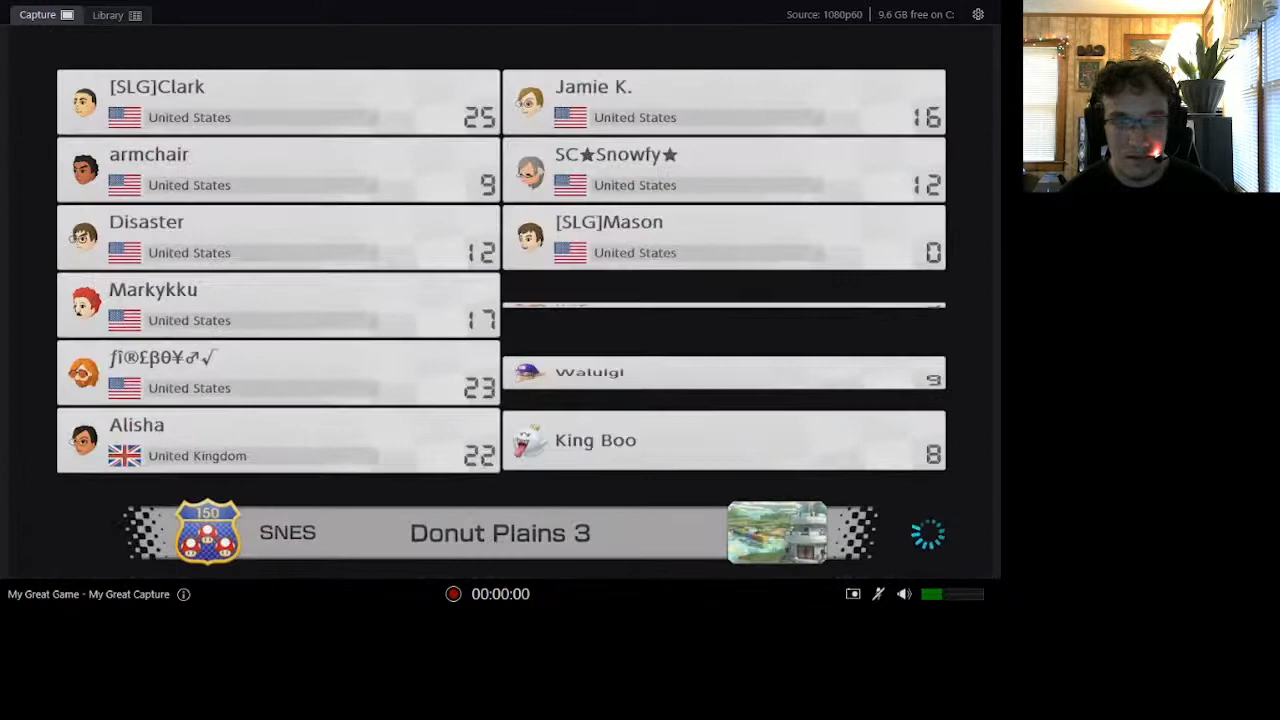 Capture
Library
Source: 1080p60
9.6 GB free on C:
[SLG]Clark
United States
25
Jamie K.
United States
16
armchair
United States
9
SC★Snowfy★
United States
12
Disaster
United States
12
[SLG]Mason
United States
0
Markykku
United States
17
ƒî®£βθ¥♂√
United States
23
Waluigi
9
Alisha
United Kingdom
22
King Boo
8
150
SNES
Donut Plains 3
My Great Game - My Great Capture
00:00:00